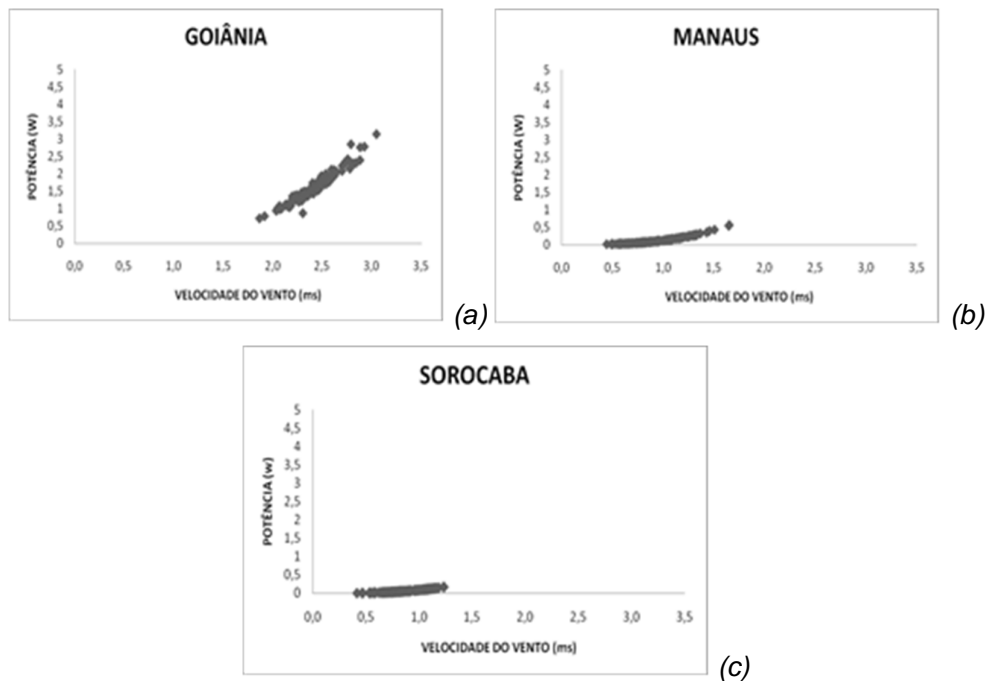 GOIÂNIA
POTÊNCIA (W)
5
4,5
4
3,5
3
2,5
2
1,5
1
0,5
0
0,0 0,5 1,0 1,5 2,0 2,5 3,0 3,5
VELOCIDADE DO VENTO (ms)
(a)
MANAUS
POTÊNCIA (W)
5
4,5
4
3,5
3
2,5
2
1,5
1
0,5
0
0,0 0,5 1,0 1,5 2,0 2,5 3,0 3,5
VELOCIDADE DO VENTO (ms)
(b)
SOROCABA
POTÊNCIA (w)
5
4,5
4
3,5
3
2,5
2
1,5
1
0,5
0
0,0 0,5 1,0 1,5 2,0 2,5 3,0 3,5
VELOCIDADE DO VENTO (ms)
(c)